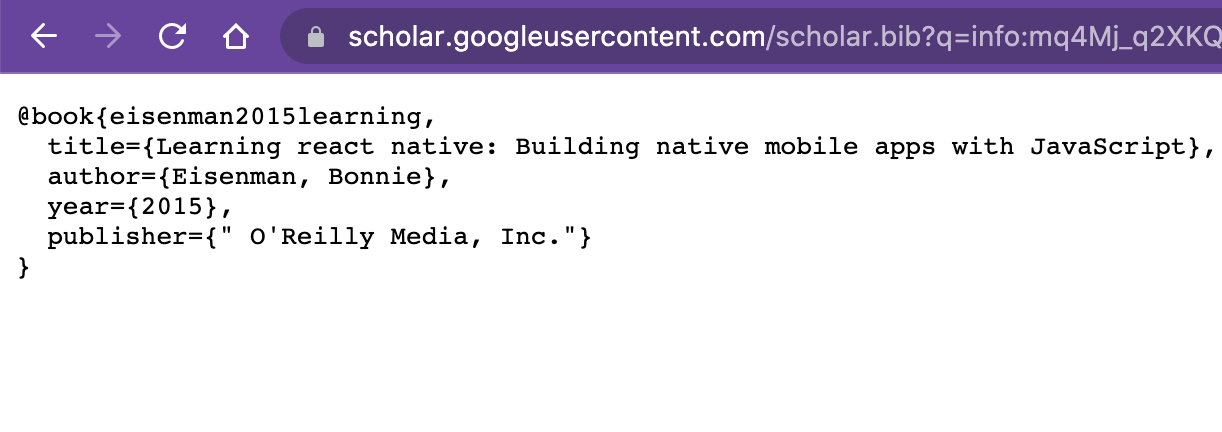 scholar.googleusercontent.com/scholar.bib?q=info:mq4Mj_q2XKQ
@book{eisenman2015learning,
  title={Learning react native: Building native mobile apps with JavaScript},
  author={Eisenman, Bonnie},
  year={2015},
  publisher={" O'Reilly Media, Inc."}
}